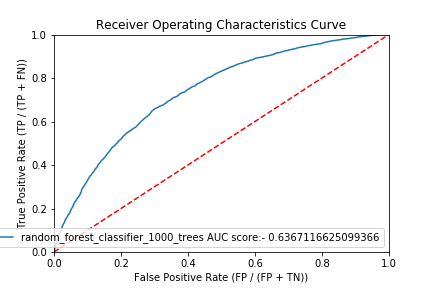 Receiver Operating Characteristics Curve
True Positive Rate (TP / (TP + FN))
1.0
0.8
0.6
0.4
0.2
0.0
random_forest_classifier_1000_trees AUC score:- 0.6367116625099366
0.0 0.2 0.4 0.6 0.8 1.0
False Positive Rate (FP / (FP + TN))